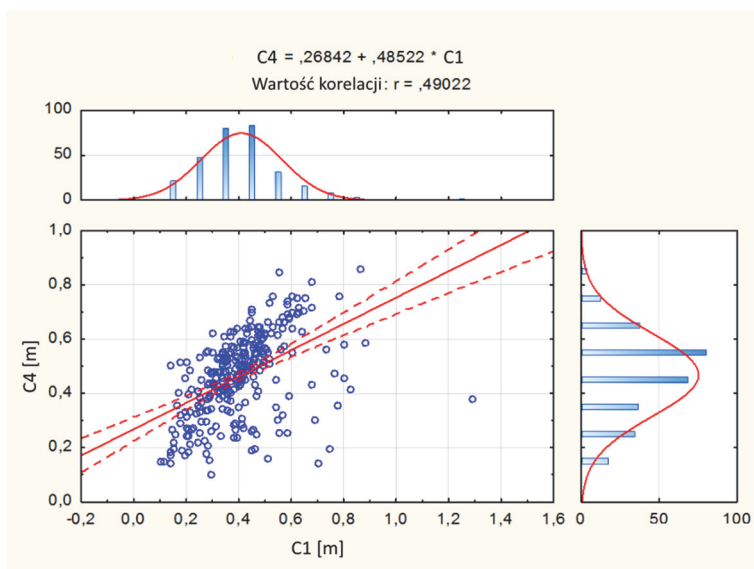 C4 = ,26842 + ,48522 * C1
Wartość korelacji: r = ,49022
100
50
0
1,0
0,8
0,6
0,4
0,2
0,0
C4 [m]
-0,2 0,0 0,2 0,4 0,6 0,8 1,0 1,2 1,4 1,6
C1 [m]
0 50 100